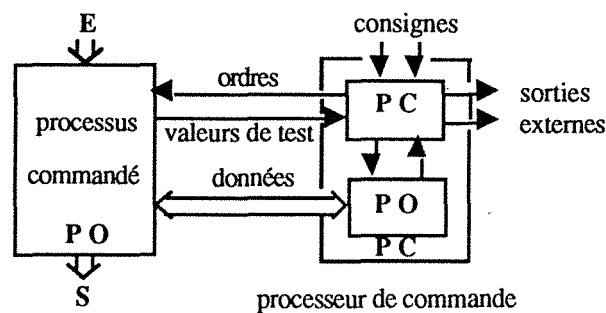 E
consignes
ordres
P C
sorties
externes
processus
valeurs de test
commandé
données
P O
P O
P C
S
processeur de commande